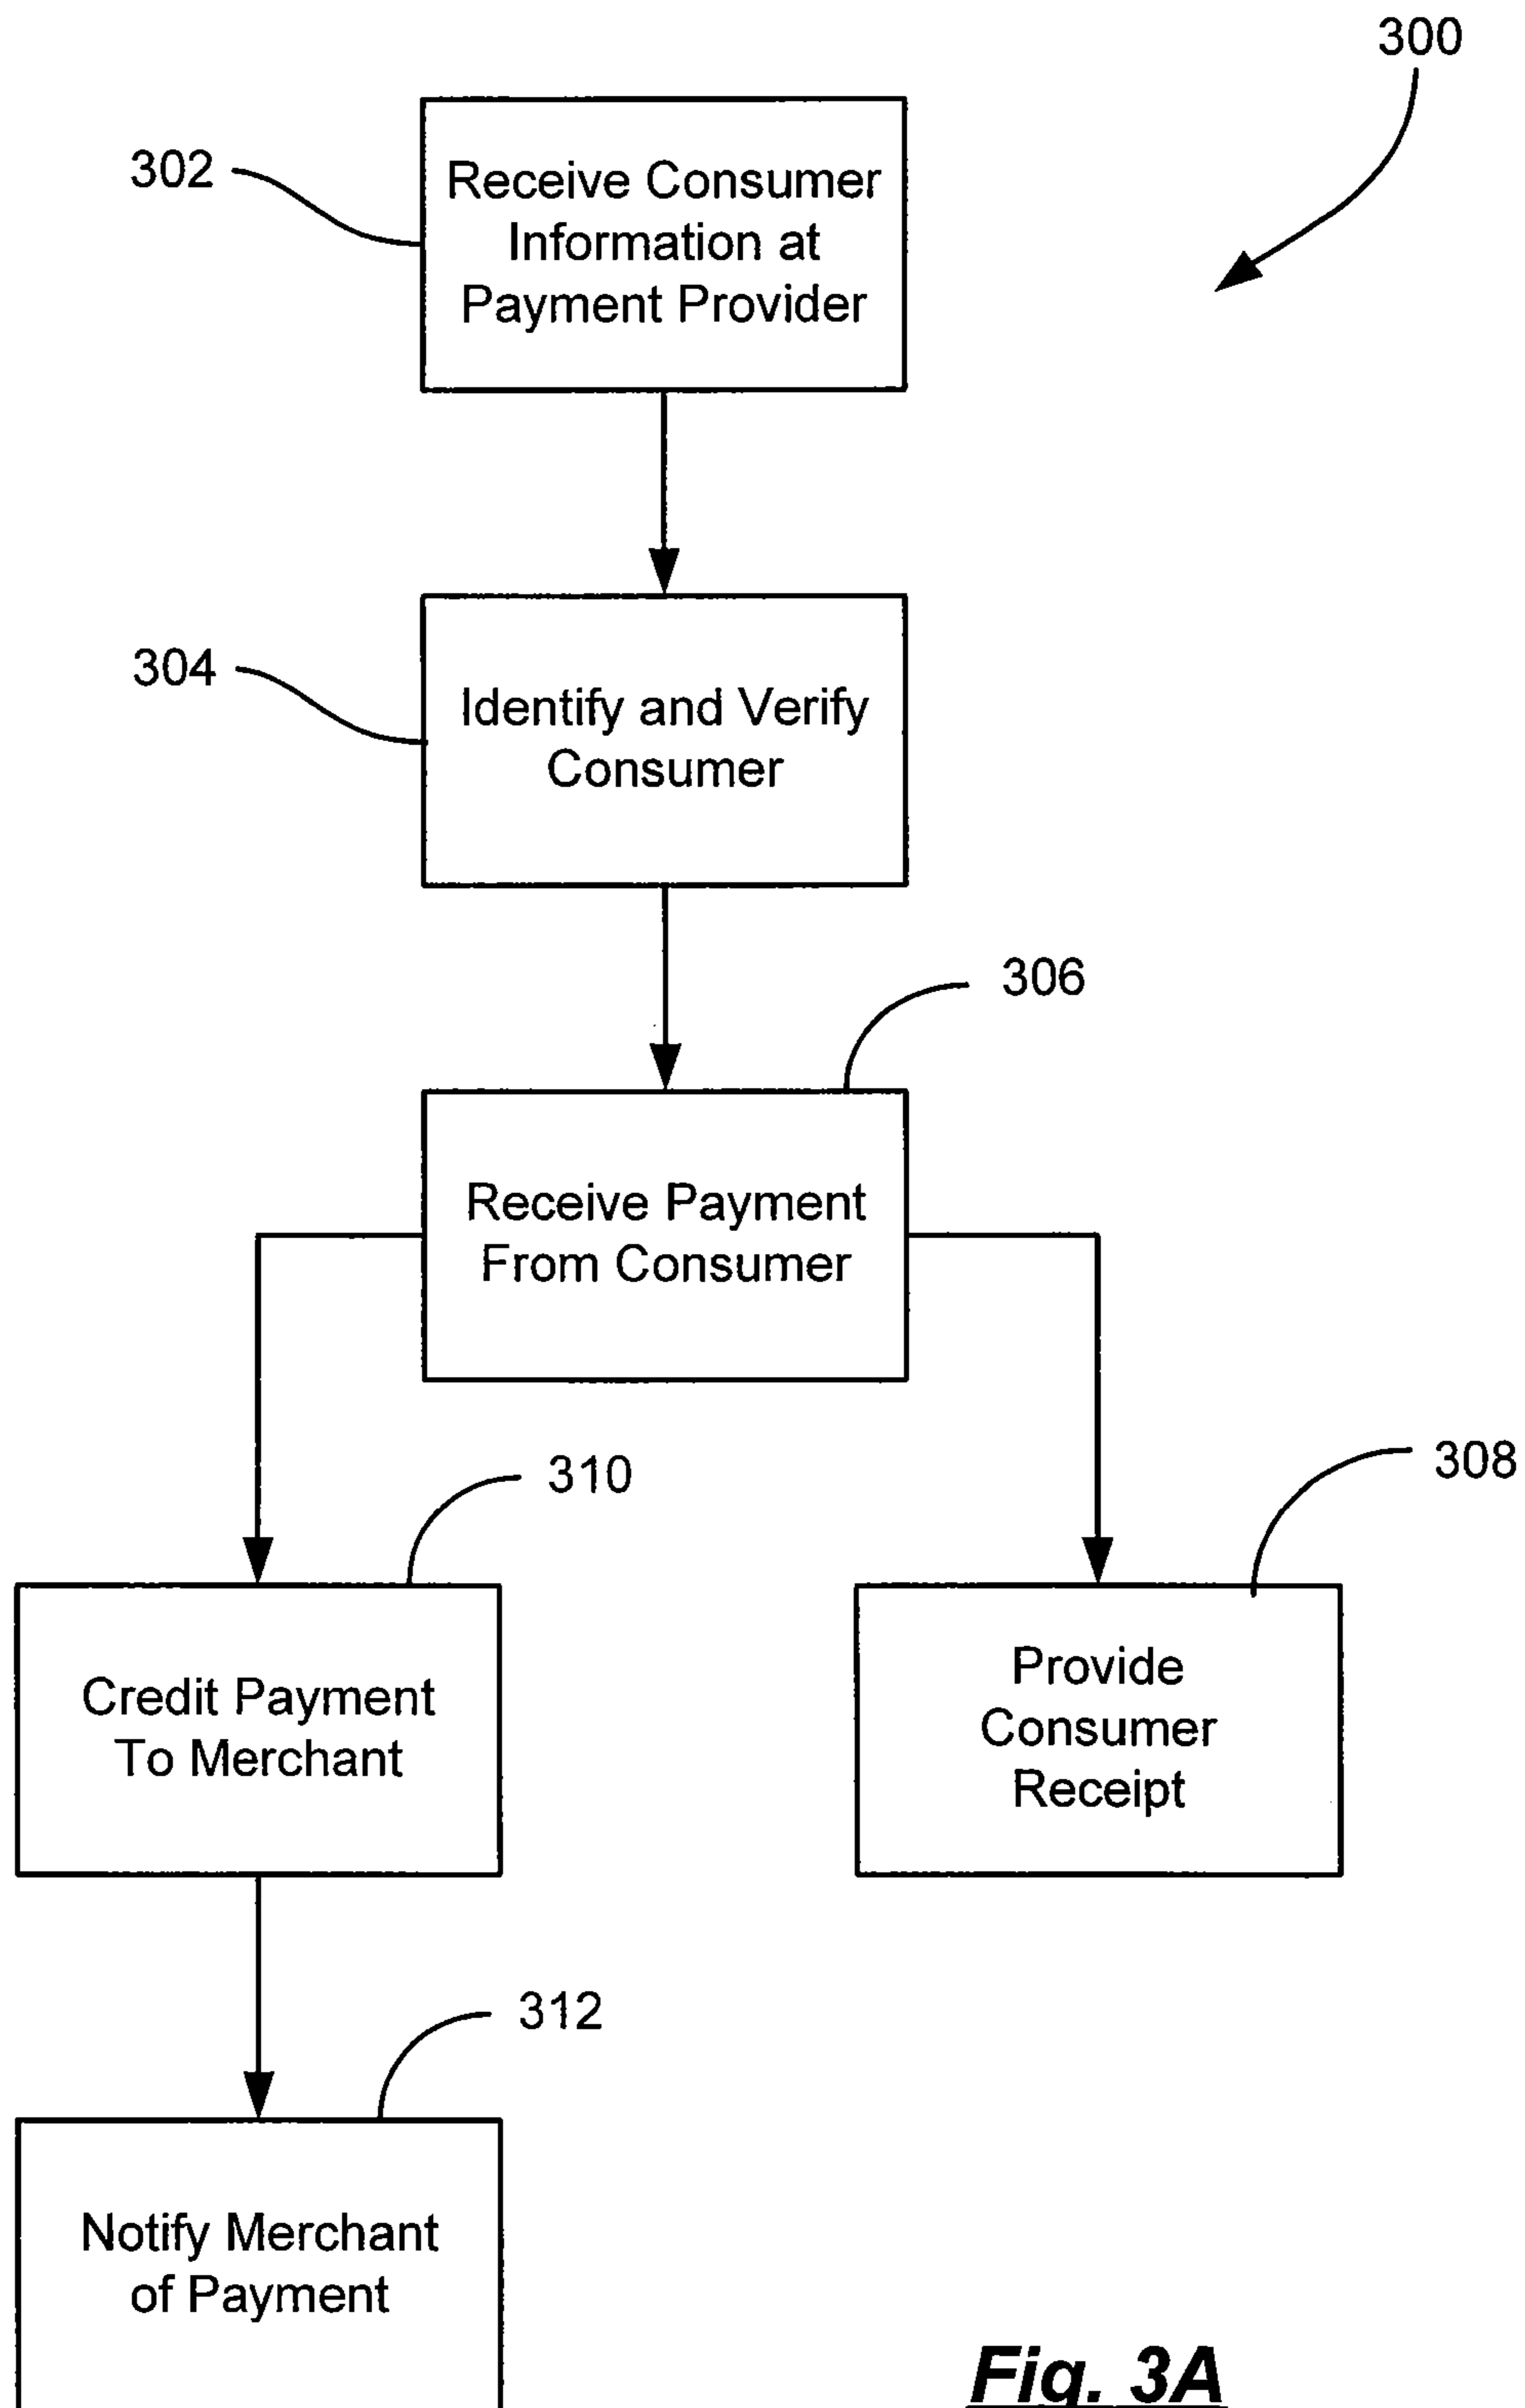 300
302
Receive Consumer
Information at
Payment Provider
304
Identify and Verify
Consumer
306
Receive Payment
From Consumer
310
308
Credit Payment
To Merchant
Provide
Consumer
Receipt
312
Notify Merchant
of Payment
Fig. 3A